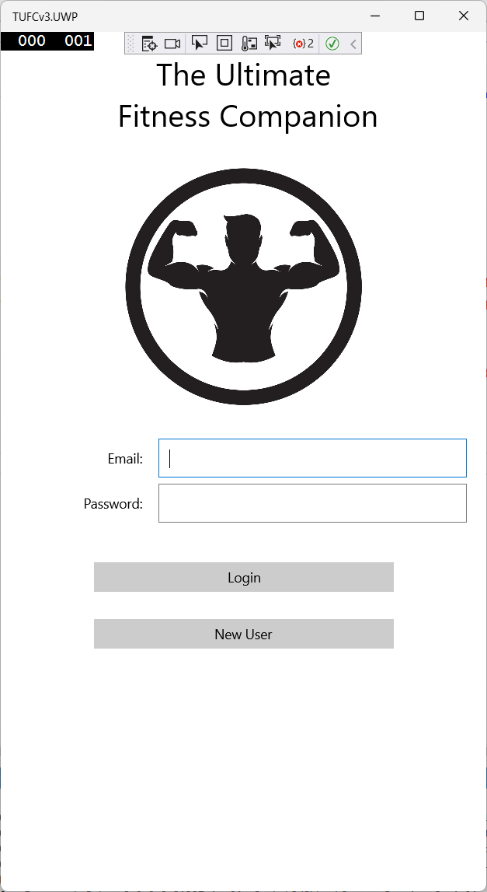 TUFCv3.UWP
000 001
2
The Ultimate
Fitness Companion
Email:
Password:
Login
New User